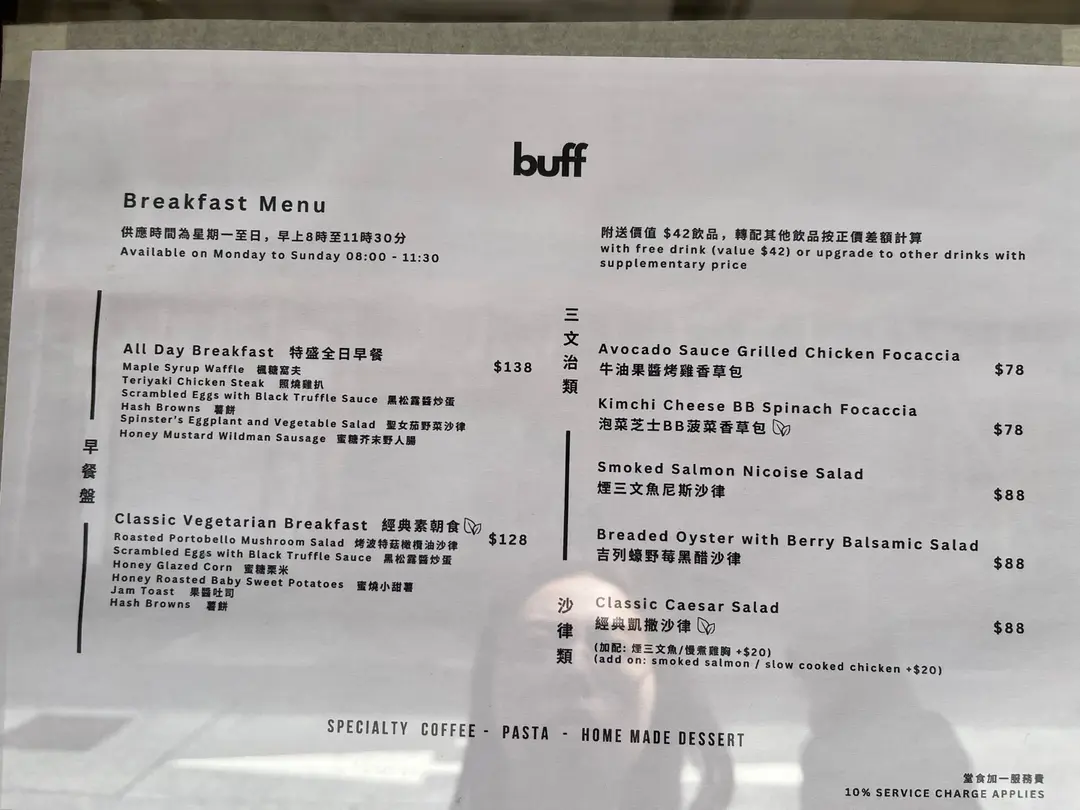 buff
Breakfast Menu
供應時間為星期一至日，早上8時至11時30分
Available on Monday to Sunday 08:00 - 11:30
附送價值 $42飲品，轉配其他飲品按正價差額計算
with free drink (value $42) or upgrade to other drinks with
supplementary price
早餐盤
All Day Breakfast 特盛全日早餐
$138
Maple Syrup Waffle 楓糖窩夫
Teriyaki Chicken Steak 照燒雞扒
Scrambled Eggs with Black Truffle Sauce 黑松露醬炒蛋
Hash Browns 薯餅
Spinster's Eggplant and Vegetable Salad 聖女茄野菜沙律
Honey Mustard Wildman Sausage 蜜糖芥末野人腸
Classic Vegetarian Breakfast 經典素朝食
$128
Roasted Portobello Mushroom Salad 烤波特菇橄欖油沙律
Scrambled Eggs with Black Truffle Sauce 黑松露醬炒蛋
Honey Glazed Corn 蜜糖粟米
Honey Roasted Baby Sweet Potatoes 蜜燒小甜薯
Jam Toast 果醬吐司
Hash Browns 薯餅
三文治類
Avocado Sauce Grilled Chicken Focaccia
牛油果醬烤雞香草包
$78
Kimchi Cheese BB Spinach Focaccia
泡菜芝士BB菠菜香草包
$78
Smoked Salmon Nicoise Salad
煙三文魚尼斯沙律
$88
Breaded Oyster with Berry Balsamic Salad
吉列蠔野莓黑醋沙律
$88
沙律類
Classic Caesar Salad
經典凱撒沙律
$88
(加配: 煙三文魚/慢煮雞胸 +$20)
(add on: smoked salmon / slow cooked chicken +$20)
SPECIALTY COFFEE - PASTA - HOME MADE DESSERT
堂食加一服務費
10% SERVICE CHARGE APPLIES